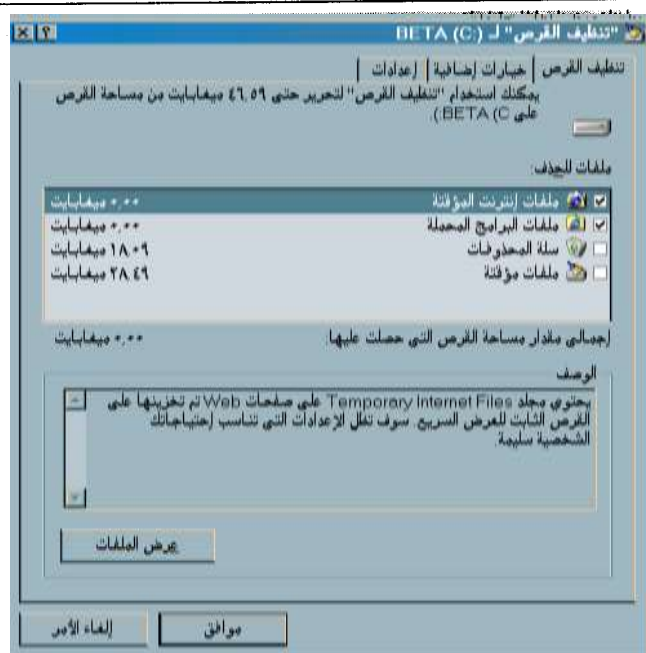 "تنظيف القرص" لـ BETA (C:)
تنظيف القرص
خيارات إضافية
إعدادات
يمكنك استخدام "تنظيف القرص" لتحرير حتى ٤٦,٥٩ ميغابايت من مساحة القرص
على BETA (C:).
ملفات للحذف:
ملفات إنترنت المؤقتة ٠,٠٠ ميغابايت
ملفات البرامج المحملة ٠,٠٠ ميغابايت
سلة المحذوفات ١٨,٠٩ ميغابايت
ملفات مؤقتة ٢٨,٤٩ ميغابايت
إجمالي مقدار مساحة القرص التي حصلت عليها: ٠,٠٠ ميغابايت
الوصف
يحتوي مجلد Temporary Internet Files على صفحات Web تم تخزينها على
القرص الثابت للعرض السريع. سوف تظل الإعدادات التي تناسب إحتياجاتك
الشخصية سليمة.
عرض الملفات
موافق
إلغاء الأمر